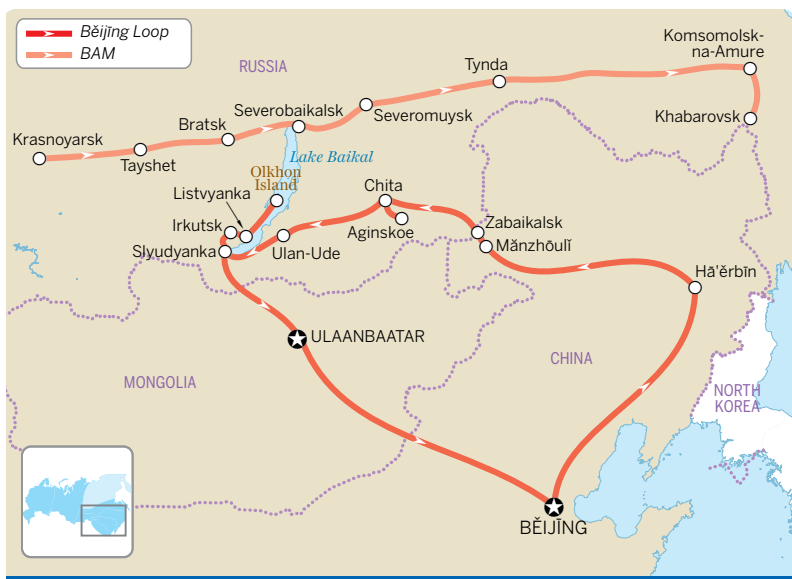 Běijīng Loop
BAM
RUSSIA
Komsomolsk-
na-Amure
Tynda
Severobaikalsk
Severomuysk
Khabarovsk
Bratsk
Krasnoyarsk
Tayshet
Lake Baikal
Olkhon
Island
Listvyanka
Chita
Irkutsk
Aginskoe
Zabaikalsk
Slyudyanka
Ulan-Ude
Mǎnzhōulǐ
Hā'ěrbīn
ULAANBAATAR
CHINA
MONGOLIA
NORTH
KOREA
BĚIJĪNG